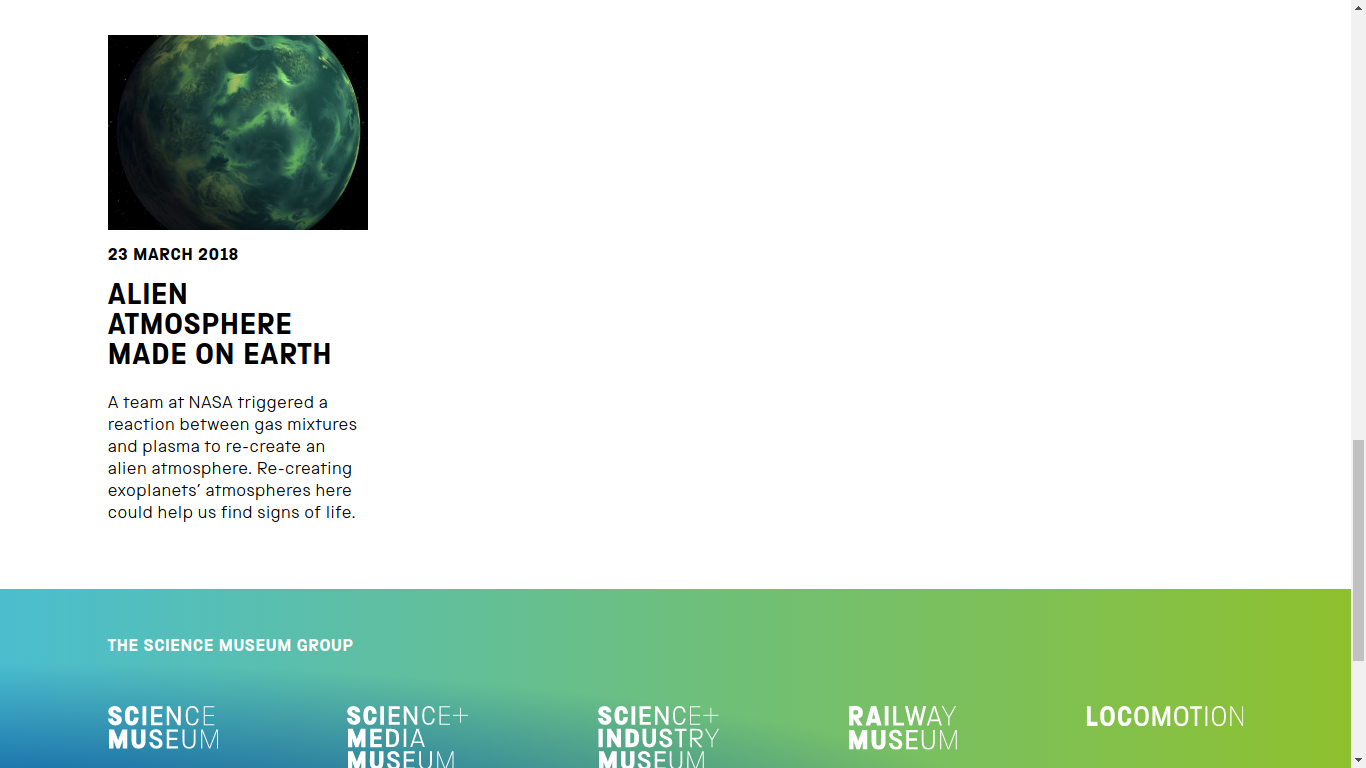 23 MARCH 2018
ALIEN
ATMOSPHERE
MADE ON EARTH
A team at NASA triggered a
reaction between gas mixtures
and plasma to re-create an
alien atmosphere. Re-creating
exoplanets’ atmospheres here
could help us find signs of life.
THE SCIENCE MUSEUM GROUP
SCIENCE
MUSEUM
SCIENCE+
MEDIA
MUSEUM
SCIENCE+
INDUSTRY
MUSEUM
RAILWAY
MUSEUM
LOCOMOTION